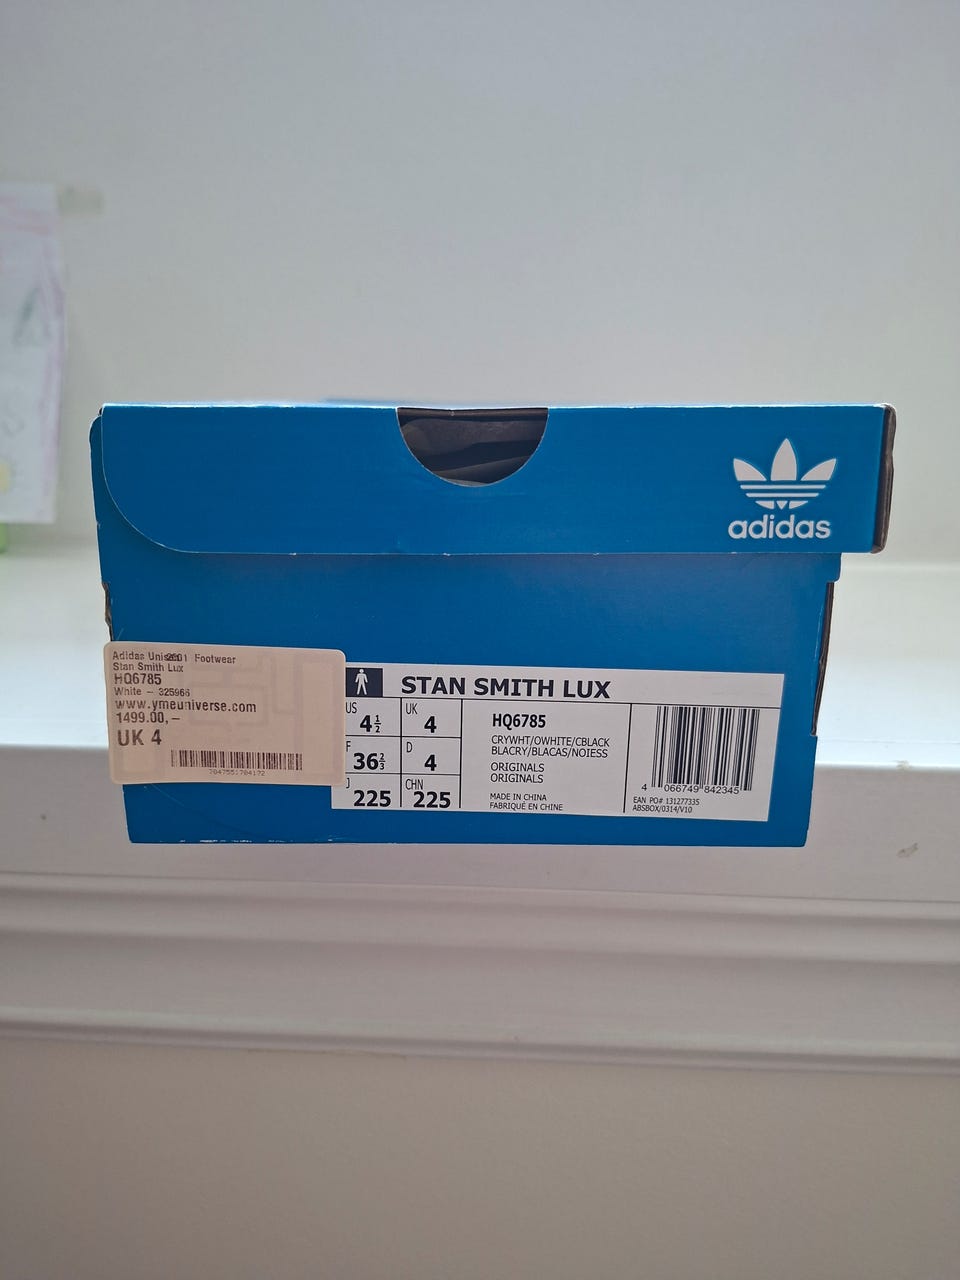 adidas
Adidas Unisex Footwear
Stan Smith Lux
HQ6785
White – 325966
www.ymeuniverse.com
1499.00,–
UK 4
7047551704172
STAN SMITH LUX
US
4½
UK
4
F
36⅔
D
4
J
225
CHN
225
HQ6785
CRYWHT/OWHITE/CBLACK
BLACRY/BLACAS/NOIESS
ORIGINALS
ORIGINALS
MADE IN CHINA
FABRIQUÉ EN CHINE
4 066749 842345
EAN PO# 131277335
ABSBOX/0314/V10